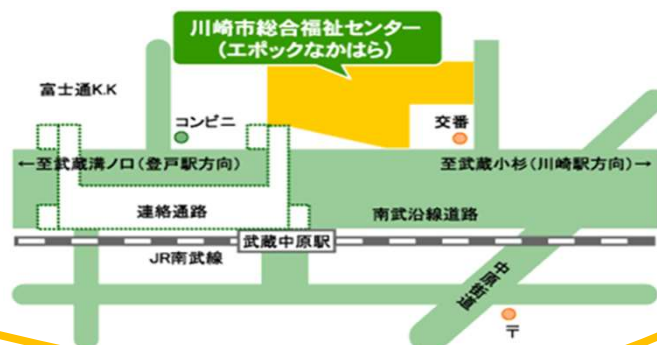 川崎市総合福祉センター
(エポックなかはら)
富士通K.K
コンビニ
交番
←至武蔵溝ノ口(登戸駅方向)
至武蔵小杉(川崎駅方向)→
連絡通路
南武沿線道路
武蔵中原駅
JR南武線
中原街道
〒